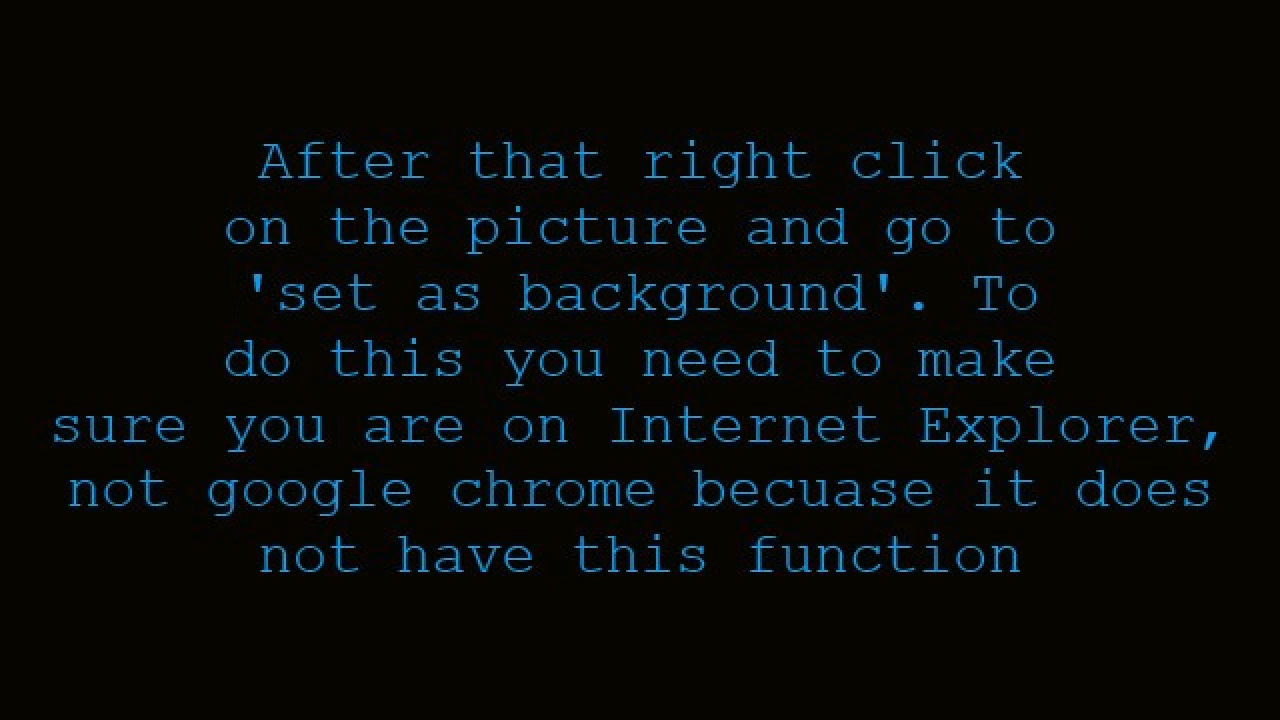 After that right click
on the picture and go to
'set as background'. To
do this you need to make
sure you are on Internet Explorer,
not google chrome becuase it does
not have this function